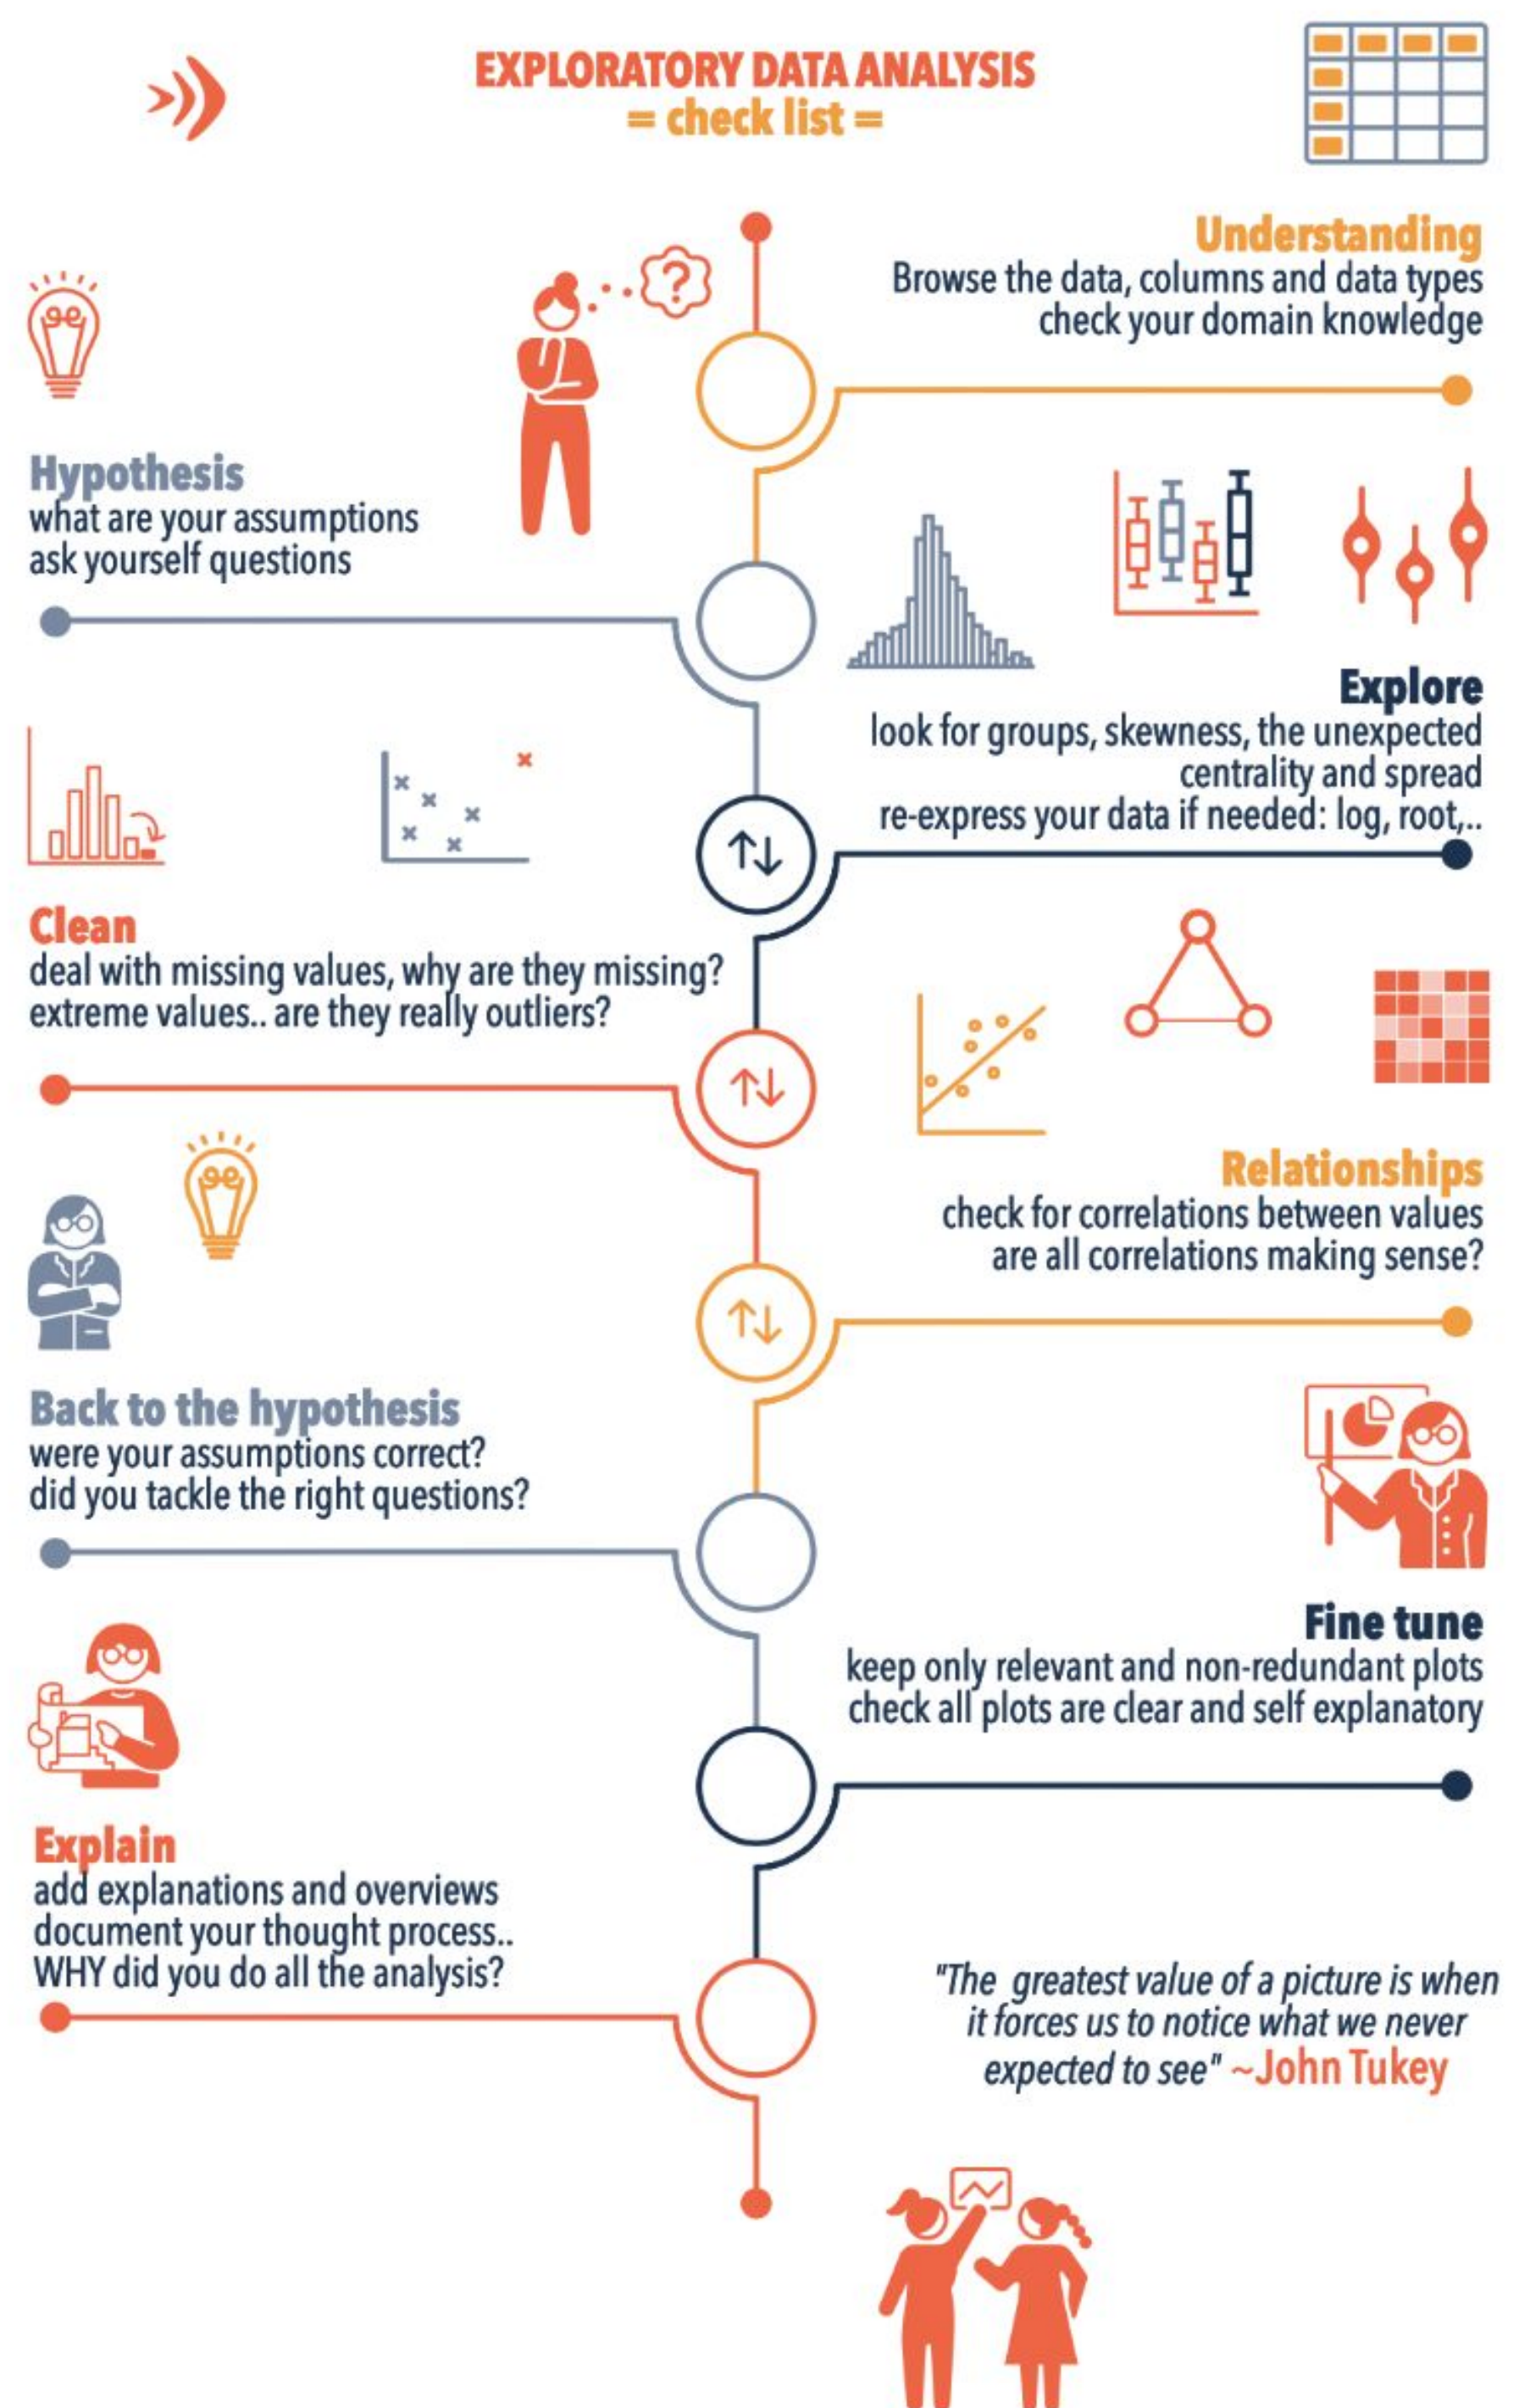 EXPLORATORY DATA ANALYSIS
= check list =
Understanding
Browse the data, columns and data types
check your domain knowledge
Hypothesis
what are your assumptions
ask yourself questions
Explore
look for groups, skewness, the unexpected
centrality and spread
re-express your data if needed: log, root,..
Clean
deal with missing values, why are they missing?
extreme values.. are they really outliers?
Relationships
check for correlations between values
are all correlations making sense?
Back to the hypothesis
were your assumptions correct?
did you tackle the right questions?
Fine tune
keep only relevant and non-redundant plots
check all plots are clear and self explanatory
Explain
add explanations and overviews
document your thought process..
WHY did you do all the analysis?
"The greatest value of a picture is when
it forces us to notice what we never
expected to see" ~John Tukey